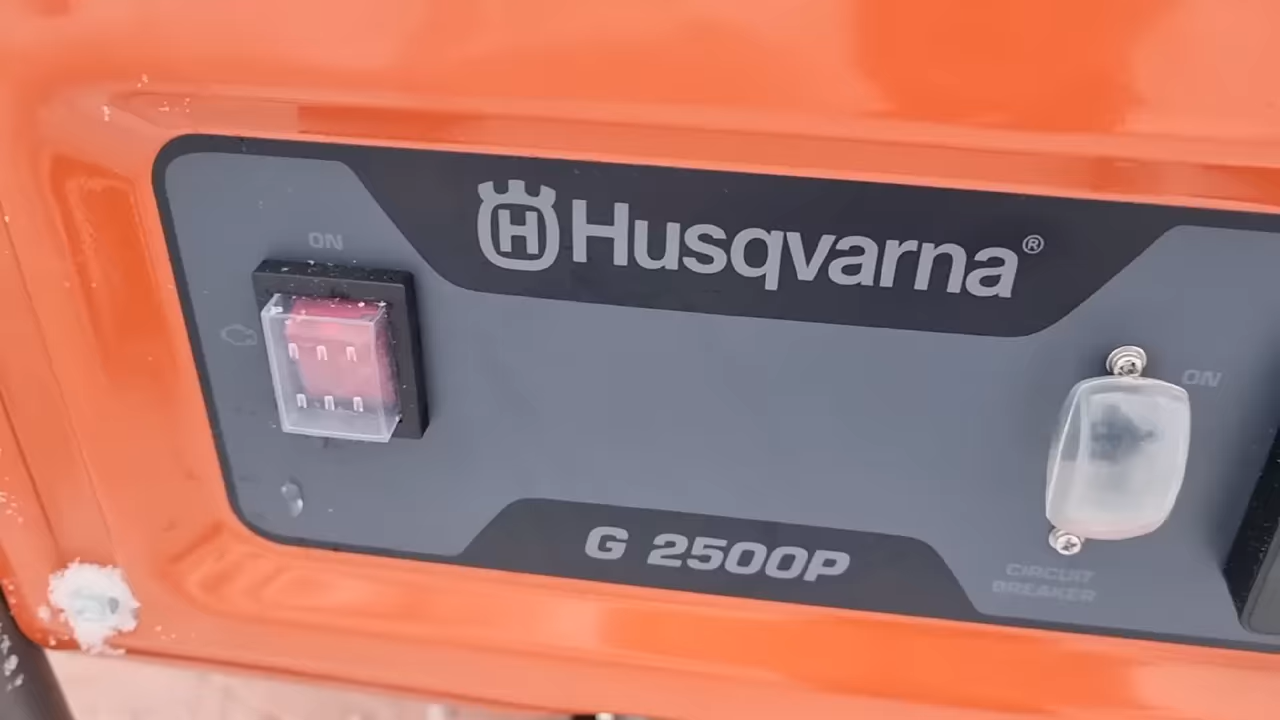 ON
Husqvarna®
ON
G 2500P
CIRCUIT
BREAKER